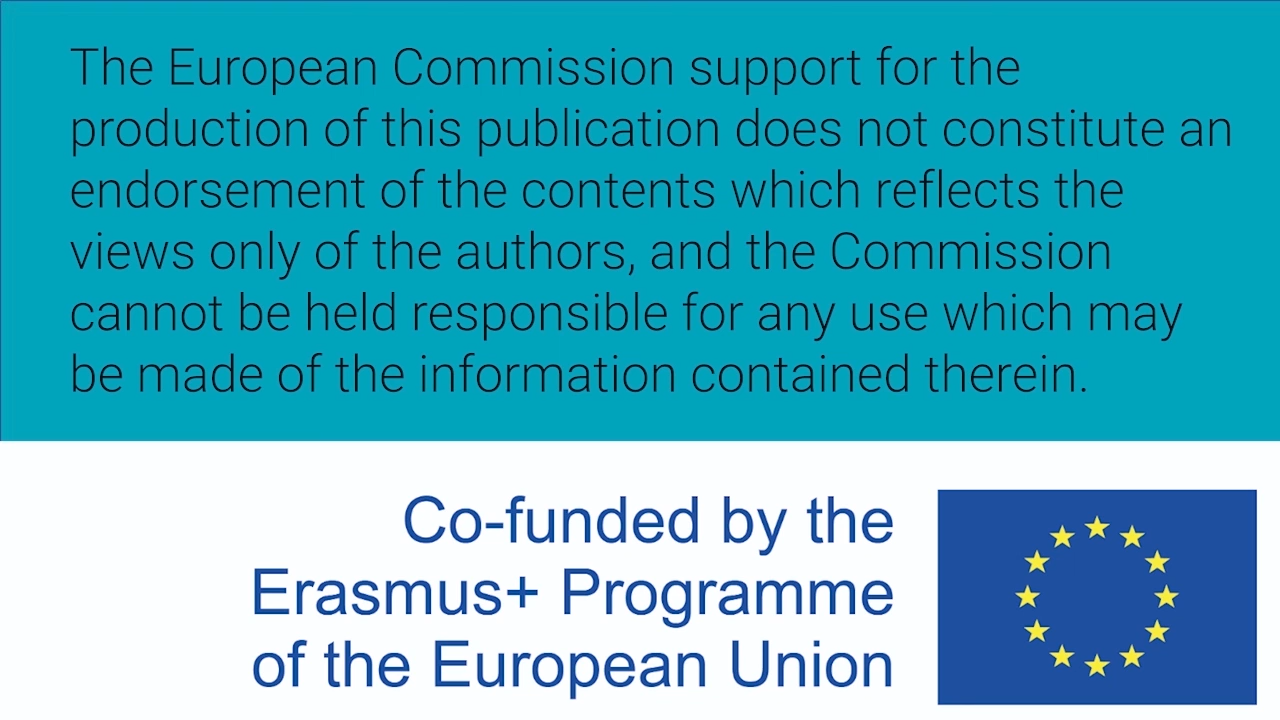 The European Commission support for the
production of this publication does not constitute an
endorsement of the contents which reflects the
views only of the authors, and the Commission
cannot be held responsible for any use which may
be made of the information contained therein.
Co-funded by the
Erasmus+ Programme
of the European Union